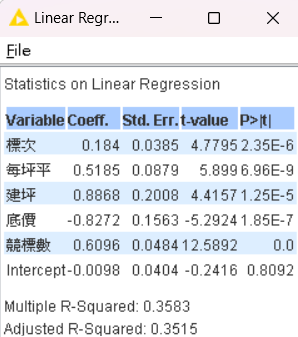 Linear Regr...
File
Statistics on Linear Regression
Variable Coeff. Std. Err. t-value P>|t|
標次 0.184 0.0385 4.7795 2.35E-6
每坪平 0.5185 0.0879 5.899 6.96E-9
建坪 0.8868 0.2008 4.4157 1.25E-5
底價 -0.8272 0.1563 -5.2924 1.85E-7
競標數 0.6096 0.0484 12.5892 0.0
Intercept -0.0098 0.0404 -0.2416 0.8092
Multiple R-Squared: 0.3583
Adjusted R-Squared: 0.3515